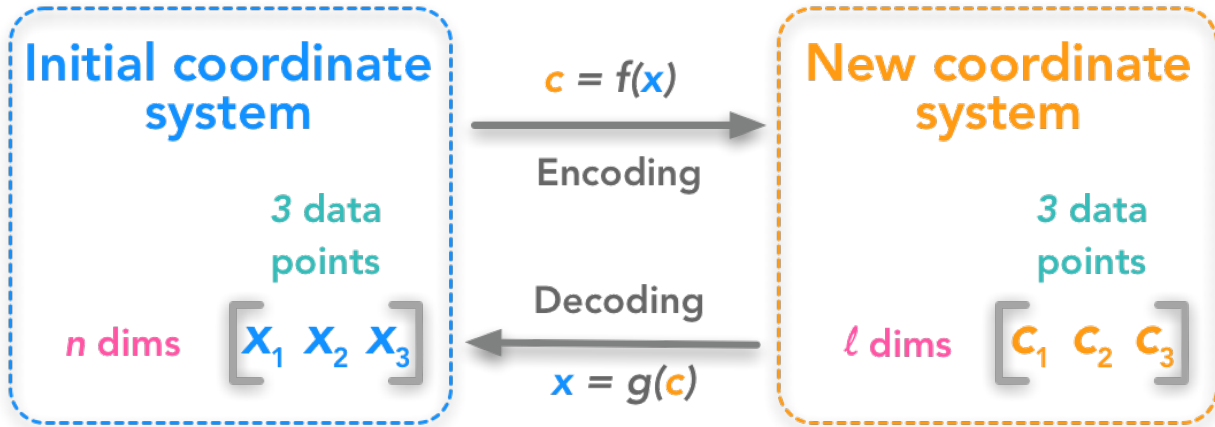 Initial coordinate
system
3 data
points
n dims [x₁ x₂ x₃]
c = f(x)
Encoding
Decoding
x = g(c)
New coordinate
system
3 data
points
ℓ dims [c₁ c₂ c₃]